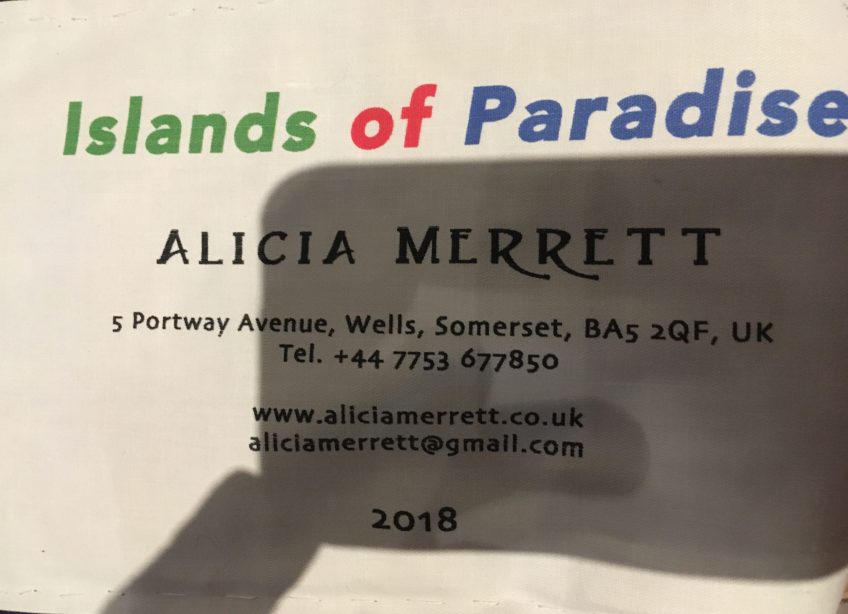 Islands of Paradise
ALICIA MERRETT
5 Portway Avenue, Wells, Somerset, BA5 2QF, UK
Tel. +44 7753 677850
www.aliciamerrett.co.uk
aliciamerrett@gmail.com
2018